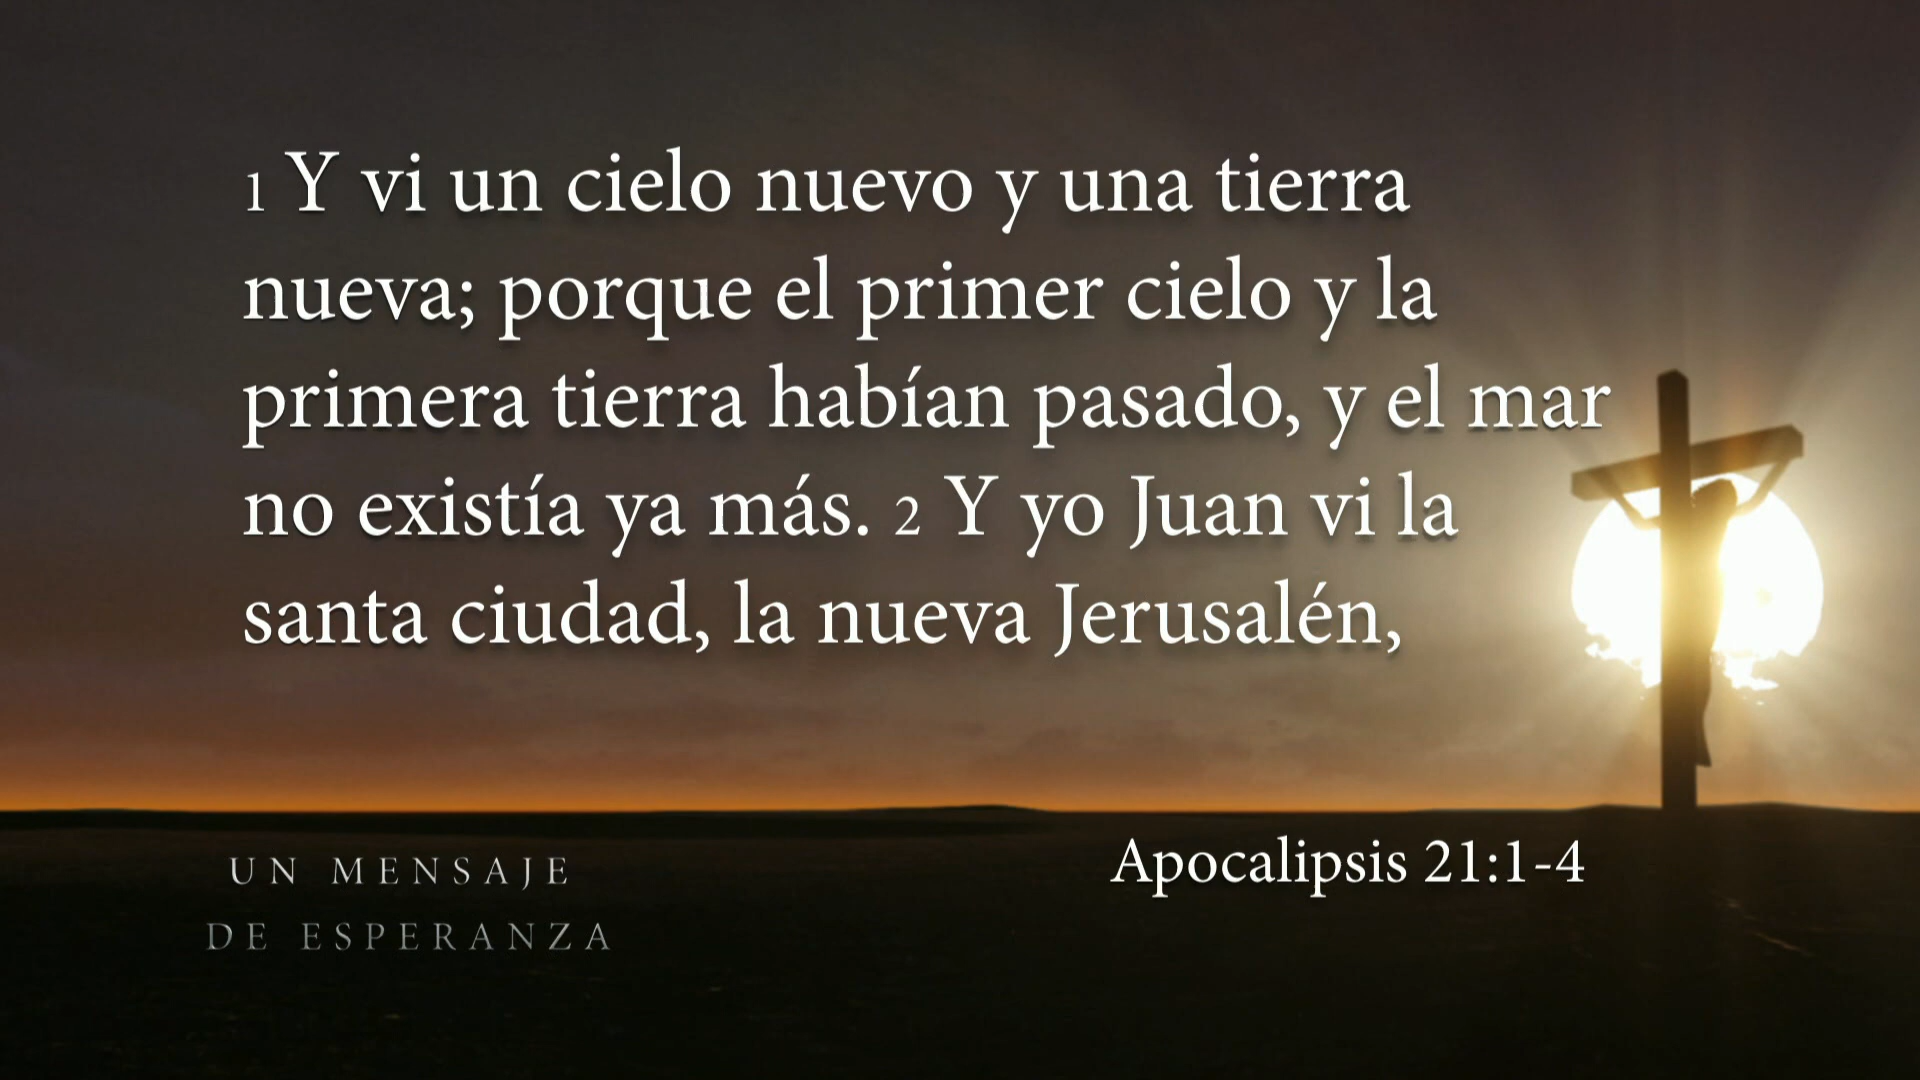 1 Y vi un cielo nuevo y una tierra
nueva; porque el primer cielo y la
primera tierra habían pasado, y el mar
no existía ya más. 2 Y yo Juan vi la
santa ciudad, la nueva Jerusalén,
Apocalipsis 21:1-4
UN MENSAJE
DE ESPERANZA